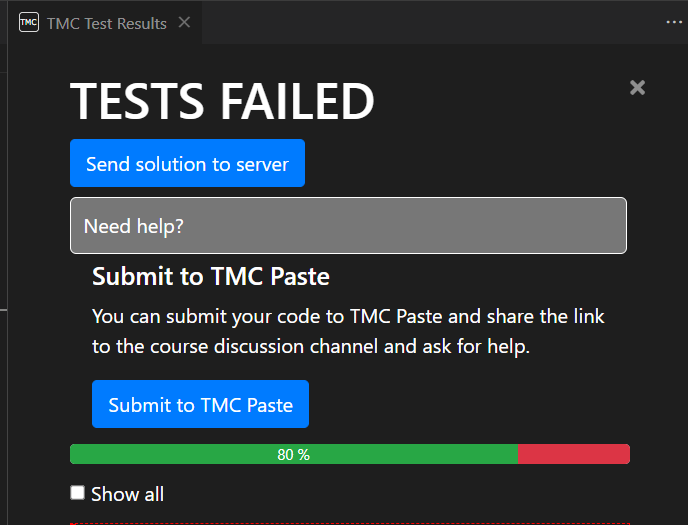 TMC TMC Test Results
TESTS FAILED
Send solution to server
Need help?
Submit to TMC Paste
You can submit your code to TMC Paste and share the link
to the course discussion channel and ask for help.
Submit to TMC Paste
80 %
Show all